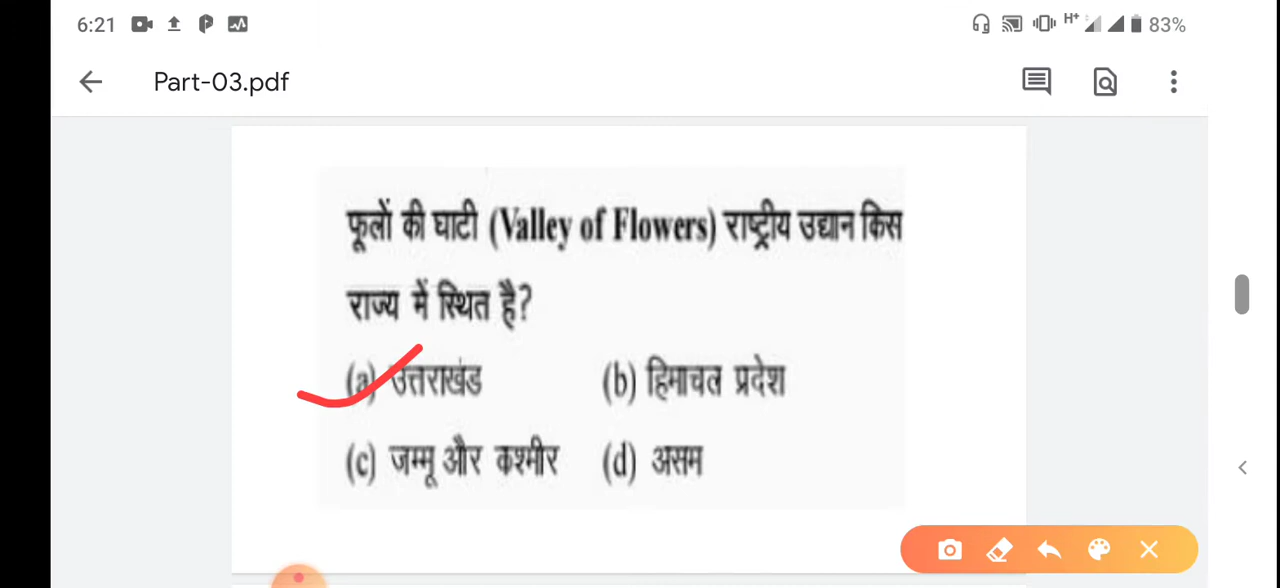 6:21 H+ 83%
Part-03.pdf
फूलों की घाटी (Valley of Flowers) राष्ट्रीय उद्यान किस
राज्य में स्थित है?
(a) उत्तराखंड (b) हिमाचल प्रदेश
(c) जम्मू और कश्मीर (d) असम